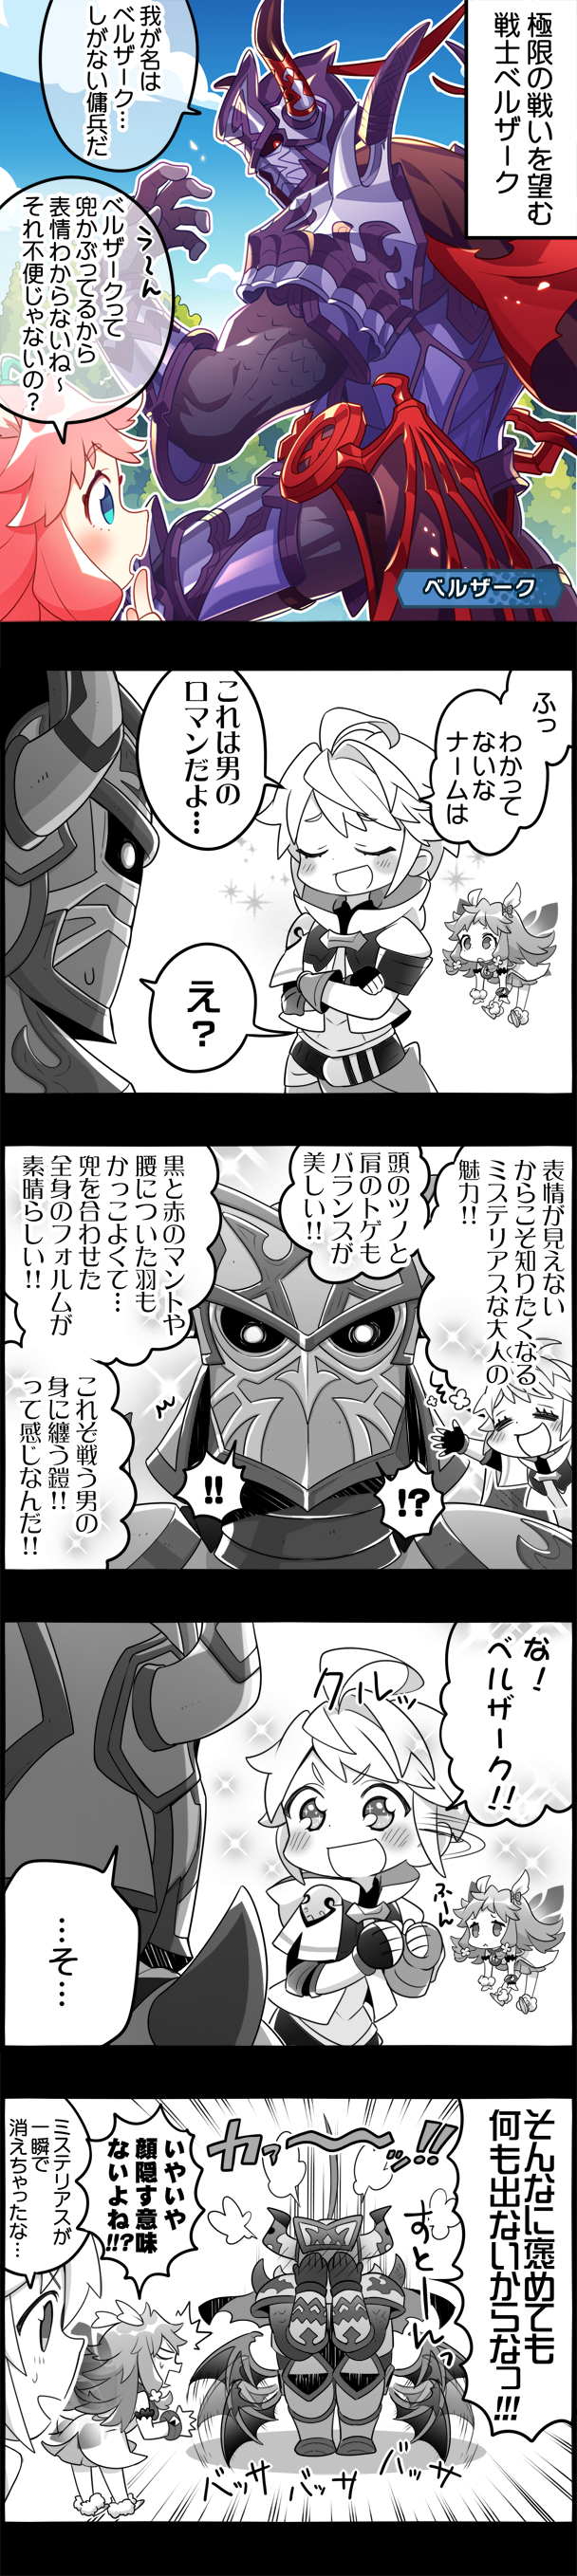 極限の戦いを望む
戦士ベルザーク
我が名は
ベルザーク…
しがない傭兵だ
う〜ん
ベルザークって
兜かぶってるから
表情わからないね〜
それ不便じゃないの？
ベルザーク
ふっ
わかって
ないな
ナームは
これは男の
ロマンだよ…
え？
表情が見えない
からこそ知りたくなる
ミステリアスな大人の
魅力!!
頭のツノと
肩のトゲも
バランスが
美しい!!
黒と赤のマントや
腰についた羽も
かっこよくて…
兜を合わせた
全身のフォルムが
素晴らしい!!
これぞ戦う男の
身に纏う鎧!!
って感じなんだ!!
!?
!!
な！
ベルザーク!!
クルルッ
ふーん
…そ…
そんなに褒めても
何も出ないからなっ!!!
カァ〜〜ッ!!
すとーんっ
いやいや
顔隠す意味
ないよね!!?
ミステリアスが
一瞬で
消えちゃったな…
バッサ
バッサ
バッサ